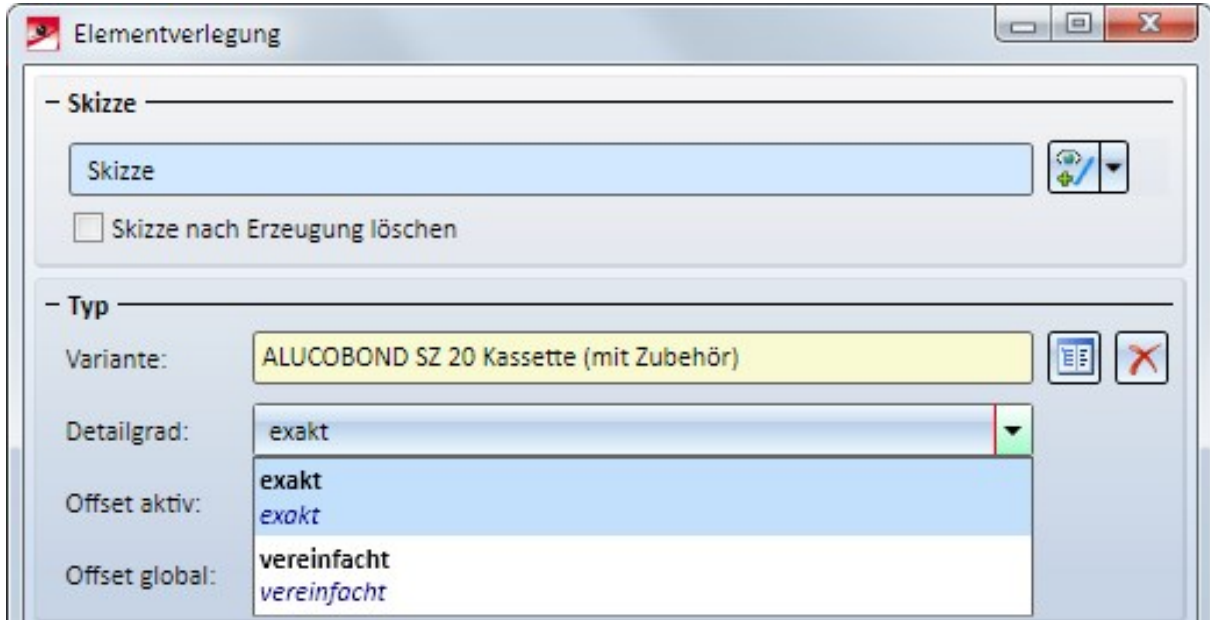 Elementverlegung
Skizze
Skizze
Skizze nach Erzeugung löschen
Typ
Variante: ALUCOBOND SZ 20 Kassette (mit Zubehör)
Detailgrad: exakt
exakt
exakt
Offset aktiv:
vereinfacht
Offset global:
vereinfacht